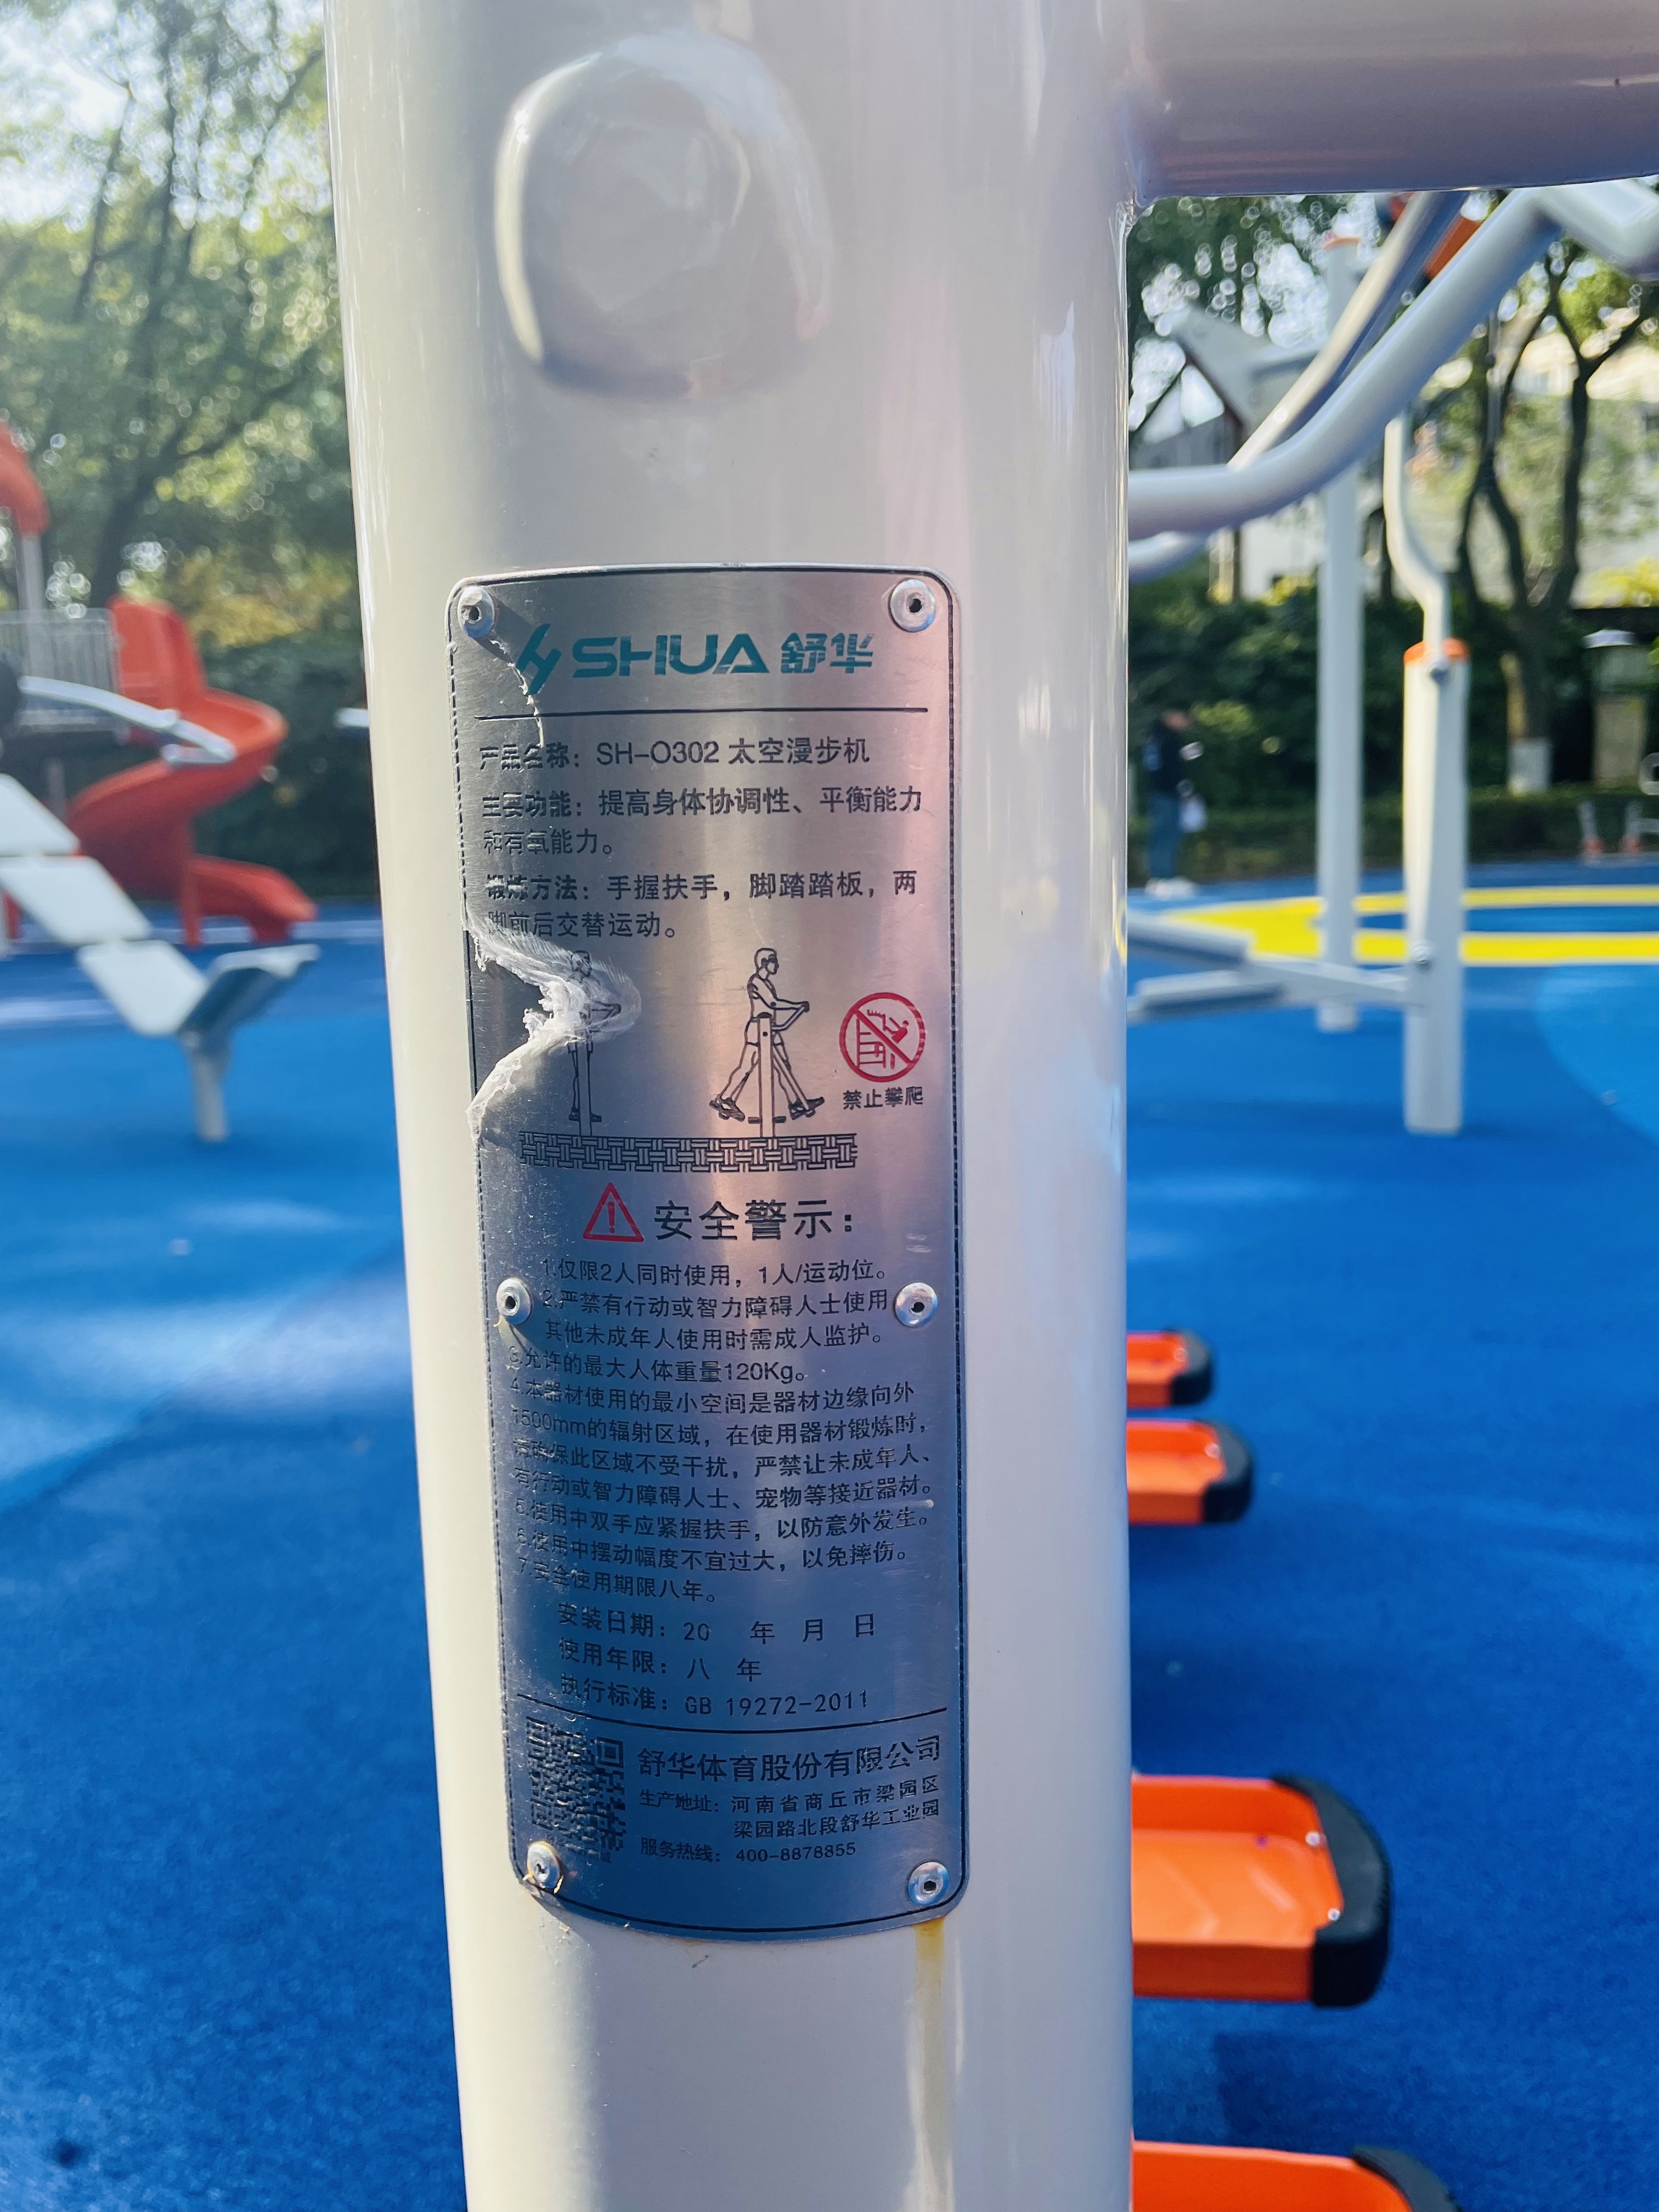 SHUA 舒华
产品名称：SH-O302 太空漫步机
主要功能：提高身体协调性、平衡能力
和有氧能力。
锻炼方法：手握扶手，脚踏踏板，两
脚前后交替运动。
禁止攀爬
安全警示：
1.仅限2人同时使用，1人/运动位。
2.严禁有行动或智力障碍人士使用
其他未成年人使用时需成人监护。
3.允许的最大人体重量120Kg。
4.本器材使用的最小空间是器材边缘向外
1500mm的辐射区域，在使用器材锻炼时，
请确保此区域不受干扰，严禁让未成年人、
有行动或智力障碍人士、宠物等接近器材。
5.使用中双手应紧握扶手，以防意外发生。
6.使用中摆动幅度不宜过大，以免摔伤。
7.安全使用期限八年。
安装日期：20 年 月 日
使用年限：八 年
执行标准：GB 19272-2011
舒华体育股份有限公司
生产地址：河南省商丘市梁园区
梁园路北段舒华工业园
服务热线：400-8878855